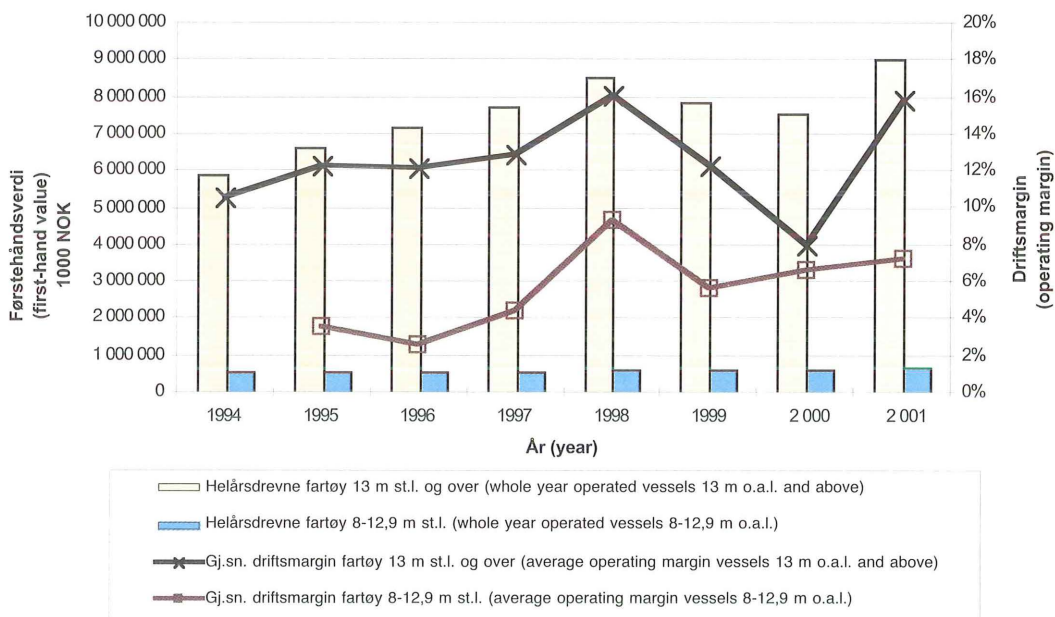 Førstehåndsverdi
(first-hand value)
1000 NOK
10 000 000
9 000 000
8 000 000
7 000 000
6 000 000
5 000 000
4 000 000
3 000 000
2 000 000
1 000 000
0
20%
18%
16%
14%
12%
10%
8%
6%
4%
2%
0%
Driftsmargin
(operating margin)
1994
1995
1996
1997
1998
1999
2 000
2 001
År (year)
Helårsdrevne fartøy 13 m st.l. og over (whole year operated vessels 13 m o.a.l. and above)
Helårsdrevne fartøy 8-12,9 m st.l. (whole year operated vessels 8-12,9 m o.a.l.)
Gj.sn. driftsmargin fartøy 13 m st.l. og over (average operating margin vessels 13 m o.a.l. and above)
Gj.sn. driftsmargin fartøy 8-12,9 m st.l. (average operating margin vessels 8-12,9 m o.a.l.)